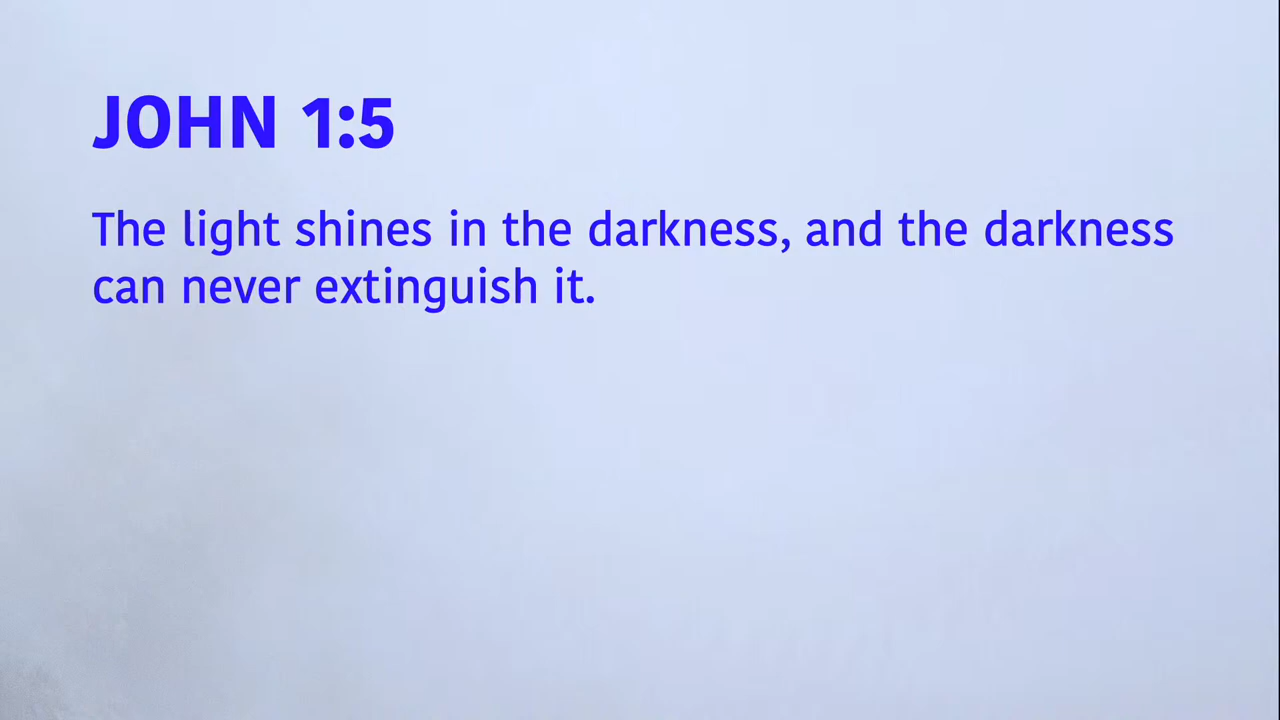 JOHN 1:5
The light shines in the darkness, and the darkness
can never extinguish it.